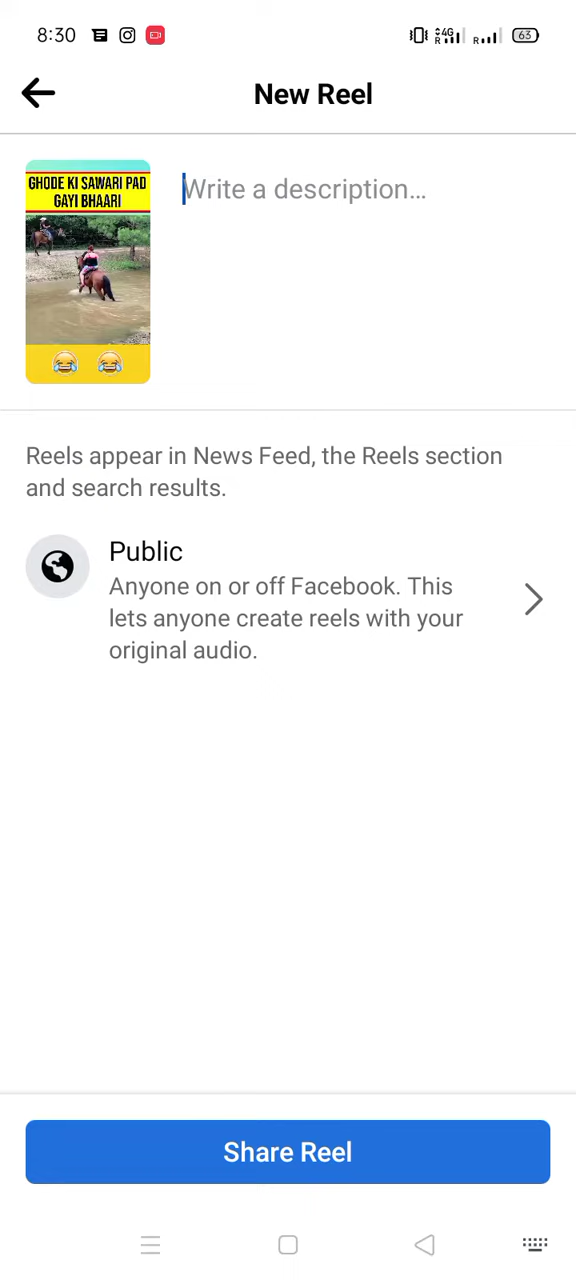 8:30
4G
R
R
63
New Reel
GHODE KI SAWARI PAD
GAYI BHAARI
Write a description...
Reels appear in News Feed, the Reels section
and search results.
Public
Anyone on or off Facebook. This
lets anyone create reels with your
original audio.
Share Reel